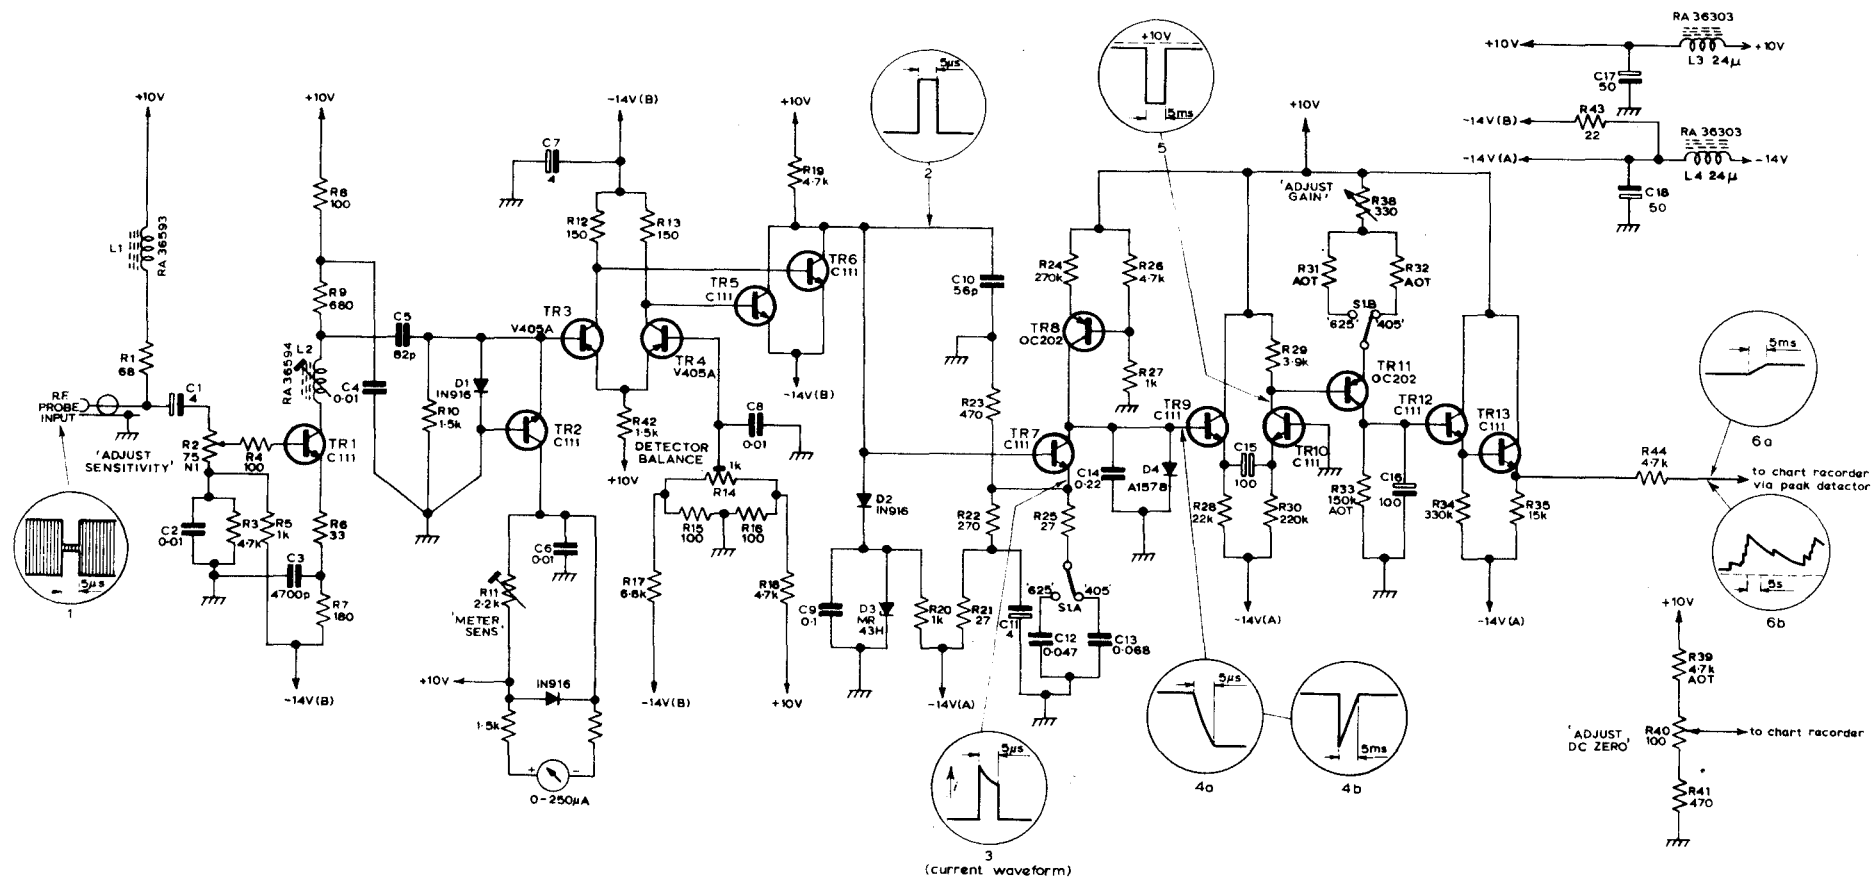 +10V
L1
RA 36593
R1
68
R.F.
PROBE
INPUT
C1
4
R2
75
N1
'ADJUST
SENSITIVITY'
R4
100
5µs
1
C2
0·01
R3
4·7k
R5
1k
C3
4700p
+10V
R8
100
R9
680
RA 36594
L2
C4
0·01
TR1
C111
R6
33
R7
180
-14V(B)
C5
82p
D1
IN916
R10
1·5k
TR2
C111
C6
0·01
R11
2·2k
'METER
SENS'
+10V
IN916
1·5k
+
-
0-250µA
-14V(B)
C7
4
R12
150
R13
150
TR3
V405A
TR4
V405A
R42
1·5k
+10V
DETECTOR
BALANCE
C8
0·01
1k
R14
R15
100
R16
100
R17
6·8k
R18
4·7k
-14V(B)
+10V
+10V
R19
4·7k
TR5
C111
TR6
C111
-14V(B)
5µs
2
C10
56p
R23
470
D2
IN916
R22
270
C9
0·1
D3
MR
43H
R20
1k
R21
27
-14V(A)
C11
4
R24
270k
R26
4·7k
TR8
OC202
R27
1k
TR7
C111
R25
27
'625'
'405'
S1.A
C12
0·047
C13
0·068
C14
0·22
D4
A1578
5µs
i
3
(current waveform)
+10V
5ms
5
TR9
C111
C15
100
R28
22k
R29
3·9k
TR10
C111
R30
220k
-14V(A)
5µs
4a
5ms
4b
+10V
'ADJUST
GAIN'
R38
330
R31
AOT
R32
AOT
S1.B
'625'
'405'
TR11
OC202
R33
150k
AOT
C16
100
TR12
C111
TR13
C111
R34
330k
R35
15k
-14V(A)
R44
4·7k
5ms
6a
to chart recorder
via peak detector
5s
6b
RA 36303
+10V
+10V
L3 24µ
C17
50
-14V(B)
R43
22
RA 36303
-14V(A)
-14V
L4 24µ
C18
50
+10V
R39
4·7k
AOT
'ADJUST
DC ZERO'
R40
100
to chart recorder
R41
470